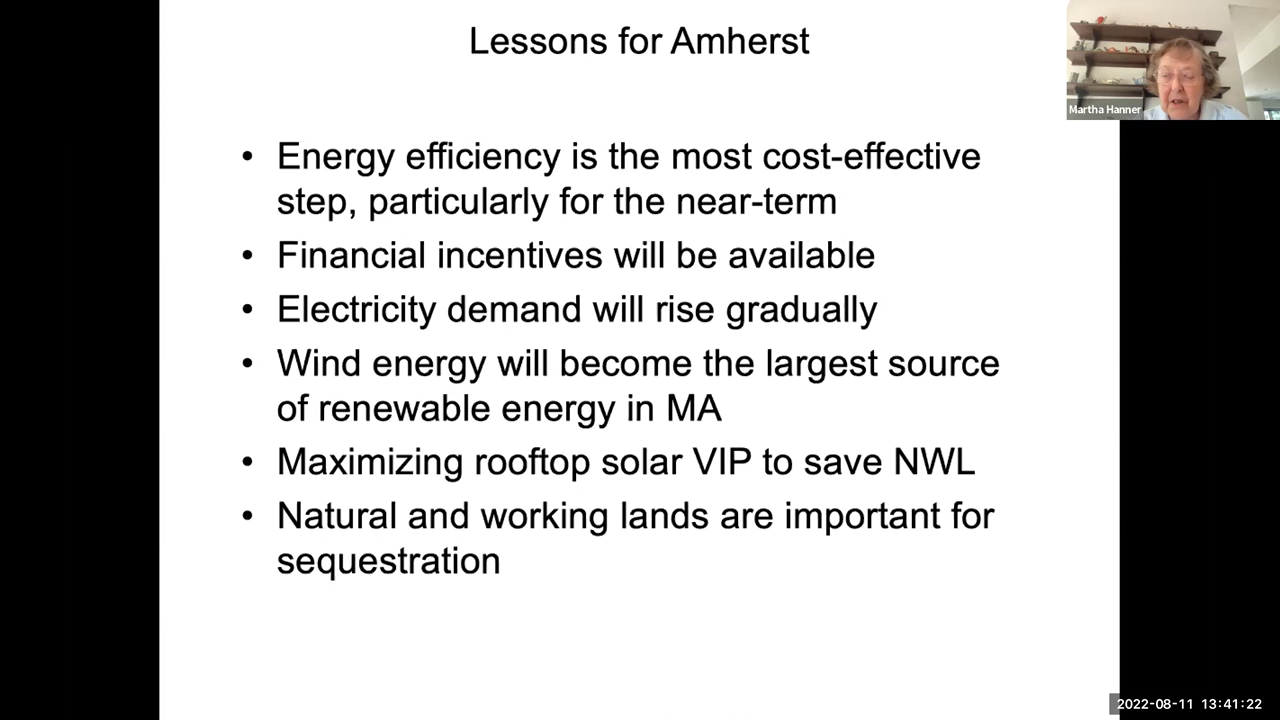 Lessons for Amherst
Martha Hanner
• Energy efficiency is the most cost-effective
step, particularly for the near-term
• Financial incentives will be available
• Electricity demand will rise gradually
• Wind energy will become the largest source
of renewable energy in MA
• Maximizing rooftop solar VIP to save NWL
• Natural and working lands are important for
sequestration
2022-08-11 13:41:22